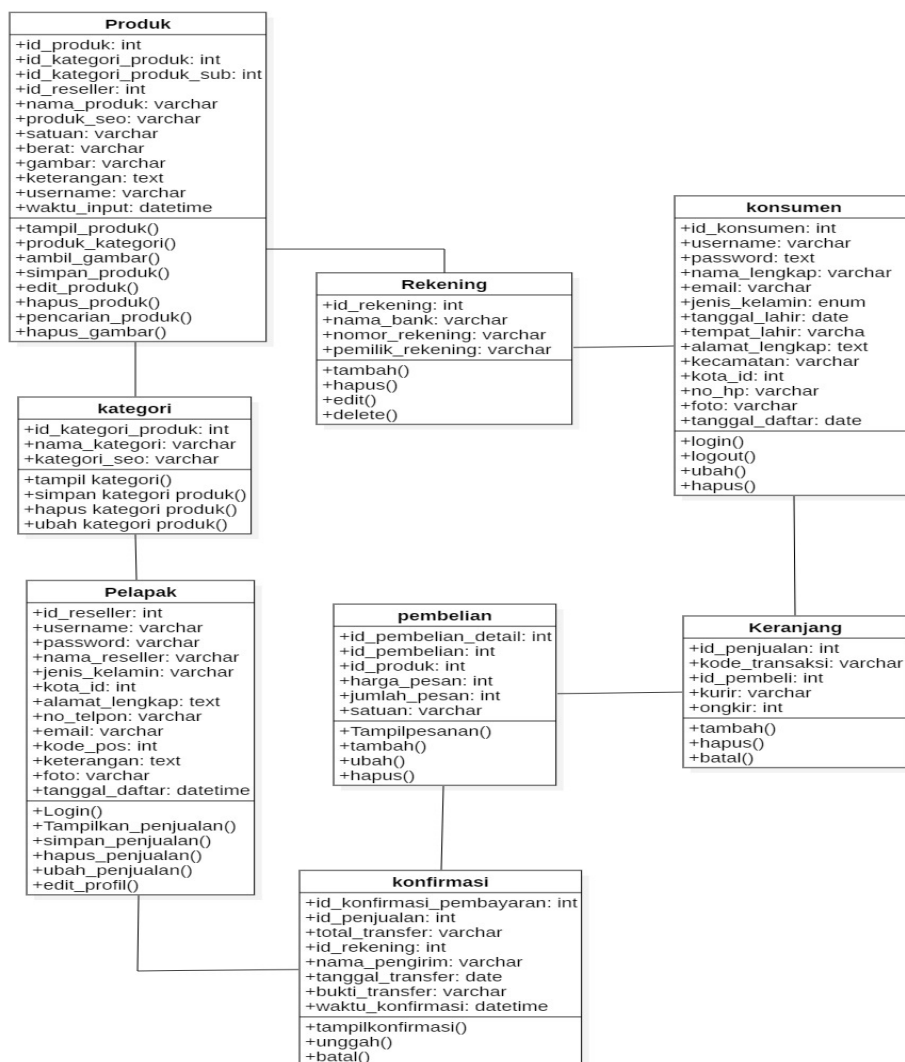 Produk
+id_produk: int
+id_kategori_produk: int
+id_kategori_produk_sub: int
+id_reseller: int
+nama_produk: varchar
+produk_seo: varchar
+satuan: varchar
+berat: varchar
+gambar: varchar
+keterangan: text
+username: varchar
+waktu_input: datetime
+tampil_produk()
+produk_kategori()
+ambil_gambar()
+simpan_produk()
+edit_produk()
+hapus_produk()
+pencarian_produk()
+hapus_gambar()
konsumen
+id_konsumen: int
+username: varchar
+password: text
+nama_lengkap: varchar
+email: varchar
+jenis_kelamin: enum
+tanggal_lahir: date
+tempat_lahir: varcha
+alamat_lengkap: text
+kecamatan: varchar
+kota_id: int
+no_hp: varchar
+foto: varchar
+tanggal_daftar: date
+login()
+logout()
+ubah()
+hapus()
Rekening
+id_rekening: int
+nama_bank: varchar
+nomor_rekening: varchar
+pemilik_rekening: varchar
+tambah()
+hapus()
+edit()
+delete()
kategori
+id_kategori_produk: int
+nama_kategori: varchar
+kategori_seo: varchar
+tampil kategori()
+simpan kategori produk()
+hapus kategori produk()
+ubah kategori produk()
Pelapak
+id_reseller: int
+username: varchar
+password: varchar
+nama_reseller: varchar
+jenis_kelamin: varchar
+kota_id: int
+alamat_lengkap: text
+no_telpon: varchar
+email: varchar
+kode_pos: int
+keterangan: text
+foto: varchar
+tanggal_daftar: datetime
+Login()
+Tampilkan_penjualan()
+simpan_penjualan()
+hapus_penjualan()
+ubah_penjualan()
+edit_profil()
pembelian
+id_pembelian_detail: int
+id_pembelian: int
+id_produk: int
+harga_pesan: int
+jumlah_pesan: int
+satuan: varchar
+Tampilpesanan()
+tambah()
+ubah()
+hapus()
Keranjang
+id_penjualan: int
+kode_transaksi: varchar
+id_pembeli: int
+kurir: varchar
+ongkir: int
+tambah()
+hapus()
+batal()
konfirmasi
+id_konfirmasi_pembayaran: int
+id_penjualan: int
+total_transfer: varchar
+id_rekening: int
+nama_pengirim: varchar
+tanggal_transfer: date
+bukti_transfer: varchar
+waktu_konfirmasi: datetime
+tampilkonfirmasi()
+unggah()
+batal()